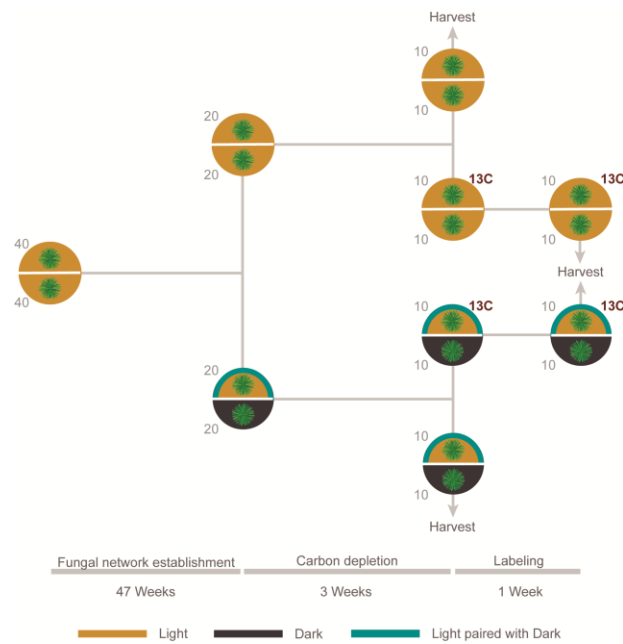 Harvest
10
10
20
20
10 13C 10 13C
10 10
40
40
Harvest
10 13C 10 13C
10 10
20
20
10
10
Harvest
Fungal network establishment Carbon depletion Labeling
47 Weeks 3 Weeks 1 Week
Light Dark Light paired with Dark